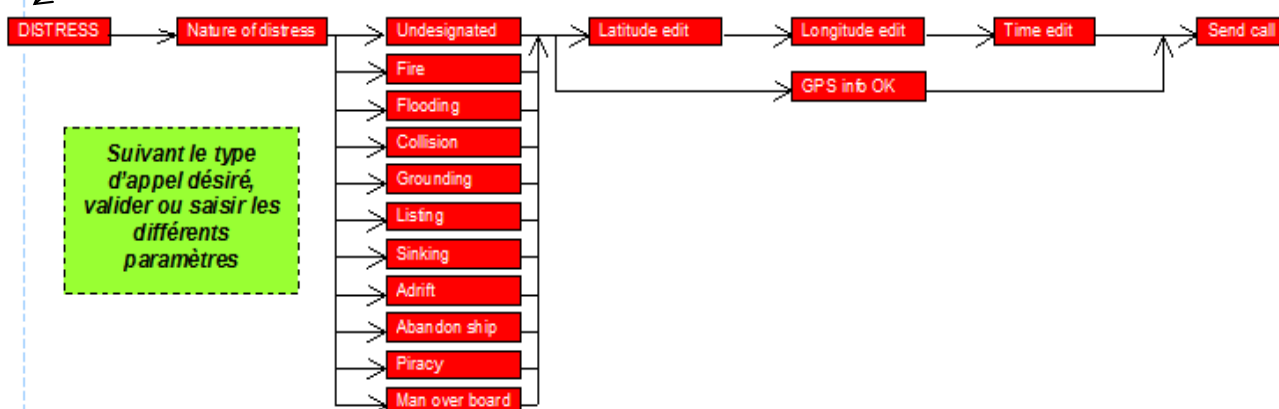 DISTRESS
Nature of distress
Undesignated
Latitude edit
Longitude edit
Time edit
Send call
Fire
GPS info OK
Flooding
Collision
Grounding
Listing
Sinking
Adrift
Abandon ship
Piracy
Man over board
Suivant le type
d'appel désiré,
valider ou saisir les
différents
paramètres